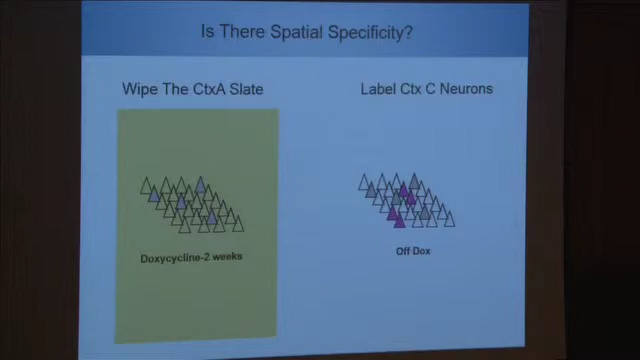 Is There Spatial Specificity?
Wipe The CtxA Slate
Label Ctx C Neurons
Doxycycline-2 weeks
Off Dox